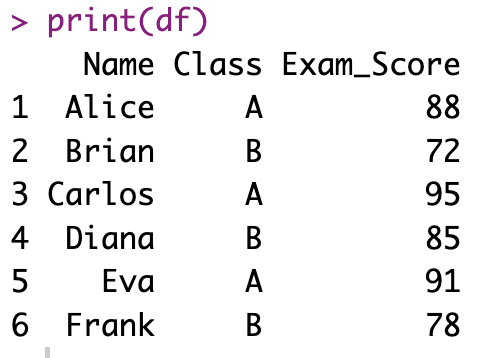 > print(df)
Name Class Exam_Score
1 Alice A 88
2 Brian B 72
3 Carlos A 95
4 Diana B 85
5 Eva A 91
6 Frank B 78